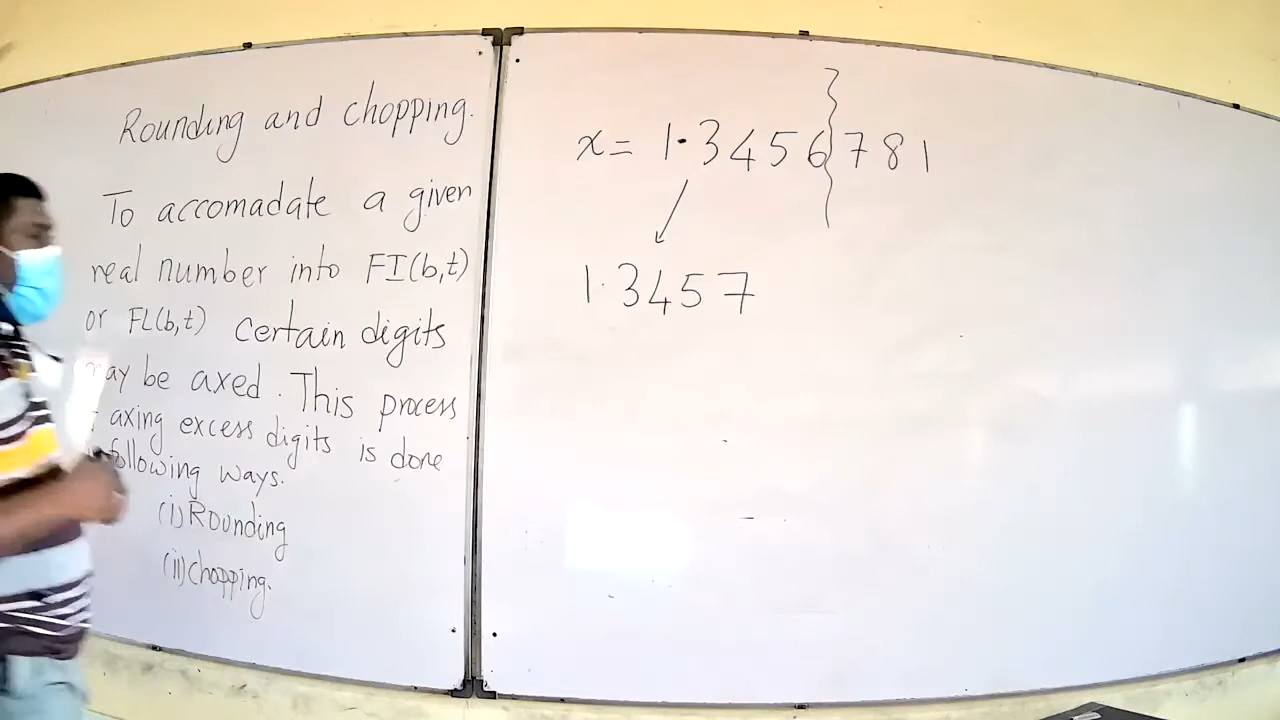 Rounding and chopping.
To accomadate a given
real number into FI(b,t)
or FL(b,t) certain digits
may be axed. This process
axing excess digits is done
following ways.
(i) Rounding
(ii) chopping.
x = 1.3456781
1.3457